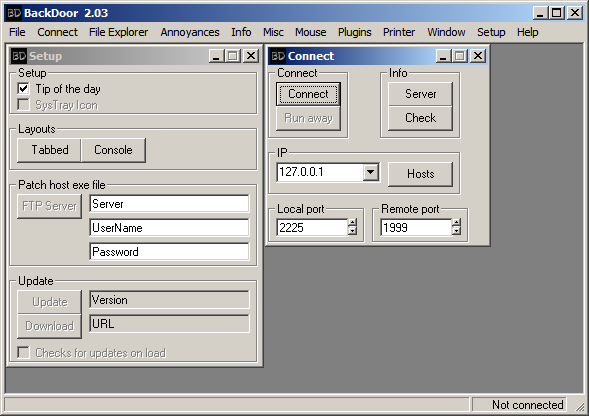 BD BackDoor 2.03
File Connect File Explorer Annoyances Info Misc Mouse Plugins Printer Window Setup Help
BD Setup
Setup
Tip of the day
SysTray Icon
Layouts
Tabbed Console
Patch host exe file
FTP Server Server
UserName
Password
Update
Update Version
Download URL
Checks for updates on load
BD Connect
Connect
Connect
Run away
Info
Server
Check
IP
127.0.0.1 Hosts
Local port
2225
Remote port
1999
Not connected